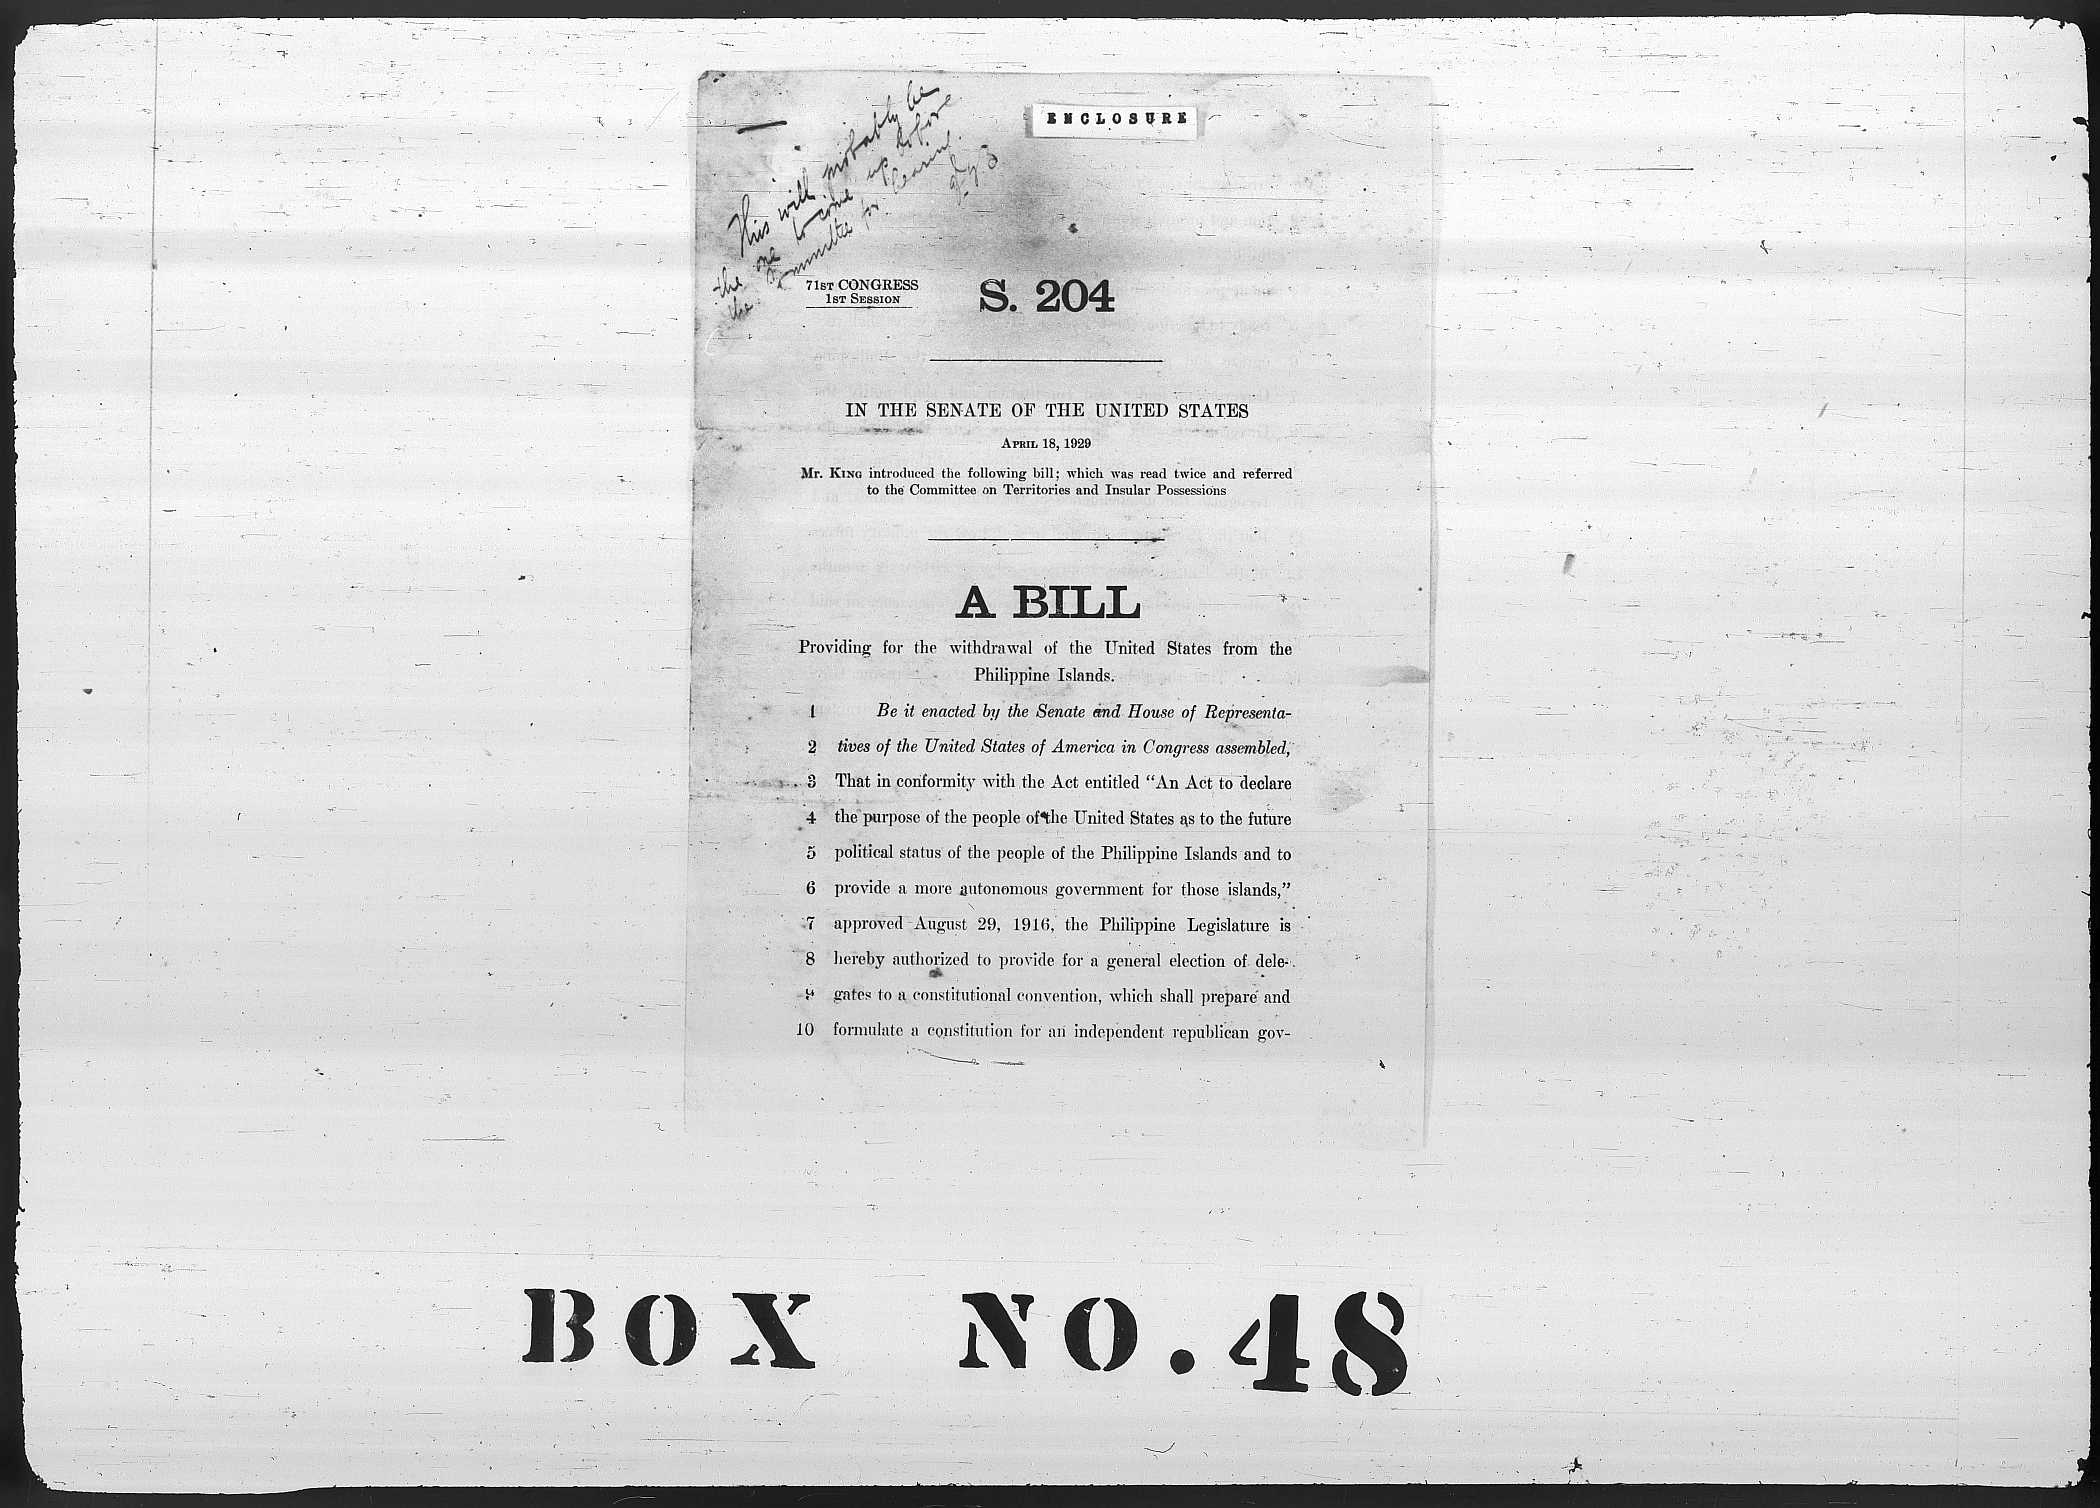 This will probably be
the one to come up before
the Committee for hearing.
ENCLOSURE
71ST CONGRESS
1ST SESSION
S. 204
IN THE SENATE OF THE UNITED STATES
APRIL 18, 1929
Mr. KING introduced the following bill; which was read twice and referred
to the Committee on Territories and Insular Possessions
A BILL
Providing for the withdrawal of the United States from the
Philippine Islands.
1 Be it enacted by the Senate and House of Representa-
2 tives of the United States of America in Congress assembled,
3 That in conformity with the Act entitled “An Act to declare
4 the purpose of the people of the United States as to the future
5 political status of the people of the Philippine Islands and to
6 provide a more autonomous government for those islands,”
7 approved August 29, 1916, the Philippine Legislature is
8 hereby authorized to provide for a general election of dele-
9 gates to a constitutional convention, which shall prepare and
10 formulate a constitution for an independent republican gov-
BOX NO. 48